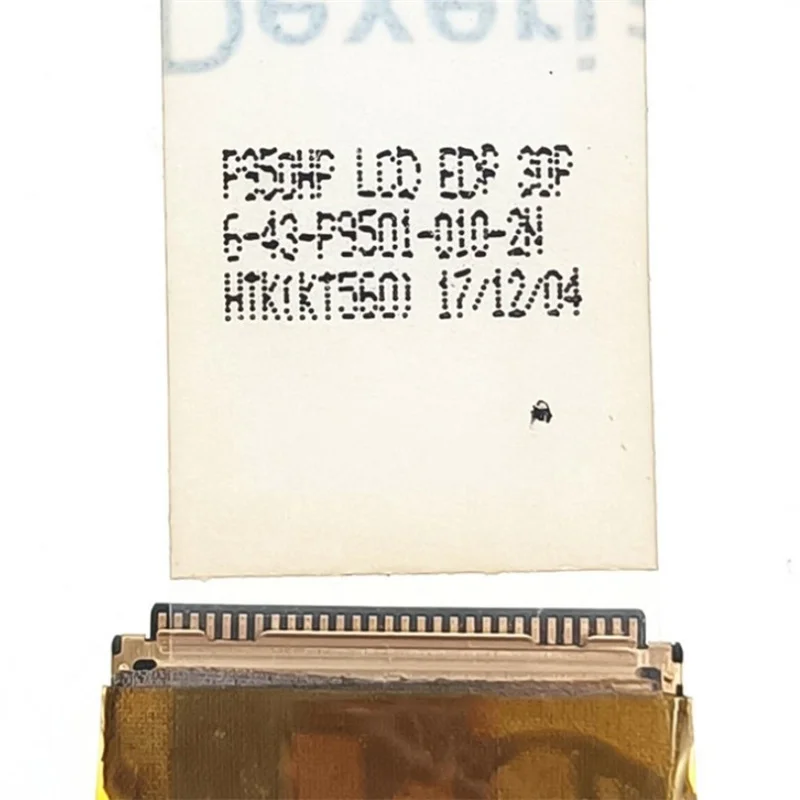 P950HP LCD EDP 30P
6-43-P9501-010-2N
HTK(KT560) 17/12/04